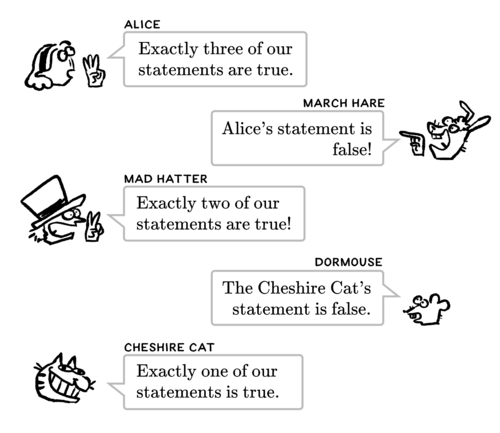 ALICE
Exactly three of our
statements are true.
MARCH HARE
Alice's statement is
false!
MAD HATTER
Exactly two of our
statements are true!
DORMOUSE
The Cheshire Cat's
statement is false.
CHESHIRE CAT
Exactly one of our
statements is true.